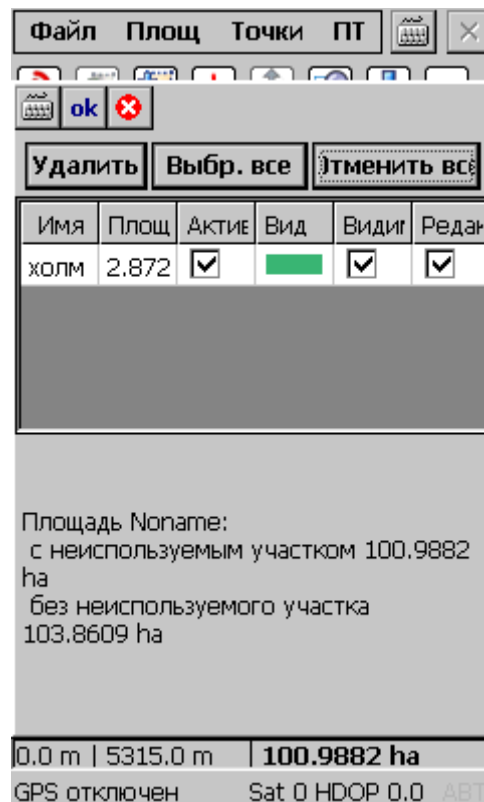 Файл Площ Точки ПТ
ok
Удалить Выбр. все Отменить все
Имя Площ Актив Вид Видим Редак
холм 2.872
Площадь Noname:
с неиспользуемым участком 100.9882
ha
без неиспользуемого участка
103.8609 ha
0.0 m 5315.0 m 100.9882 ha
GPS отключен Sat 0 HDOP 0.0 АВТ